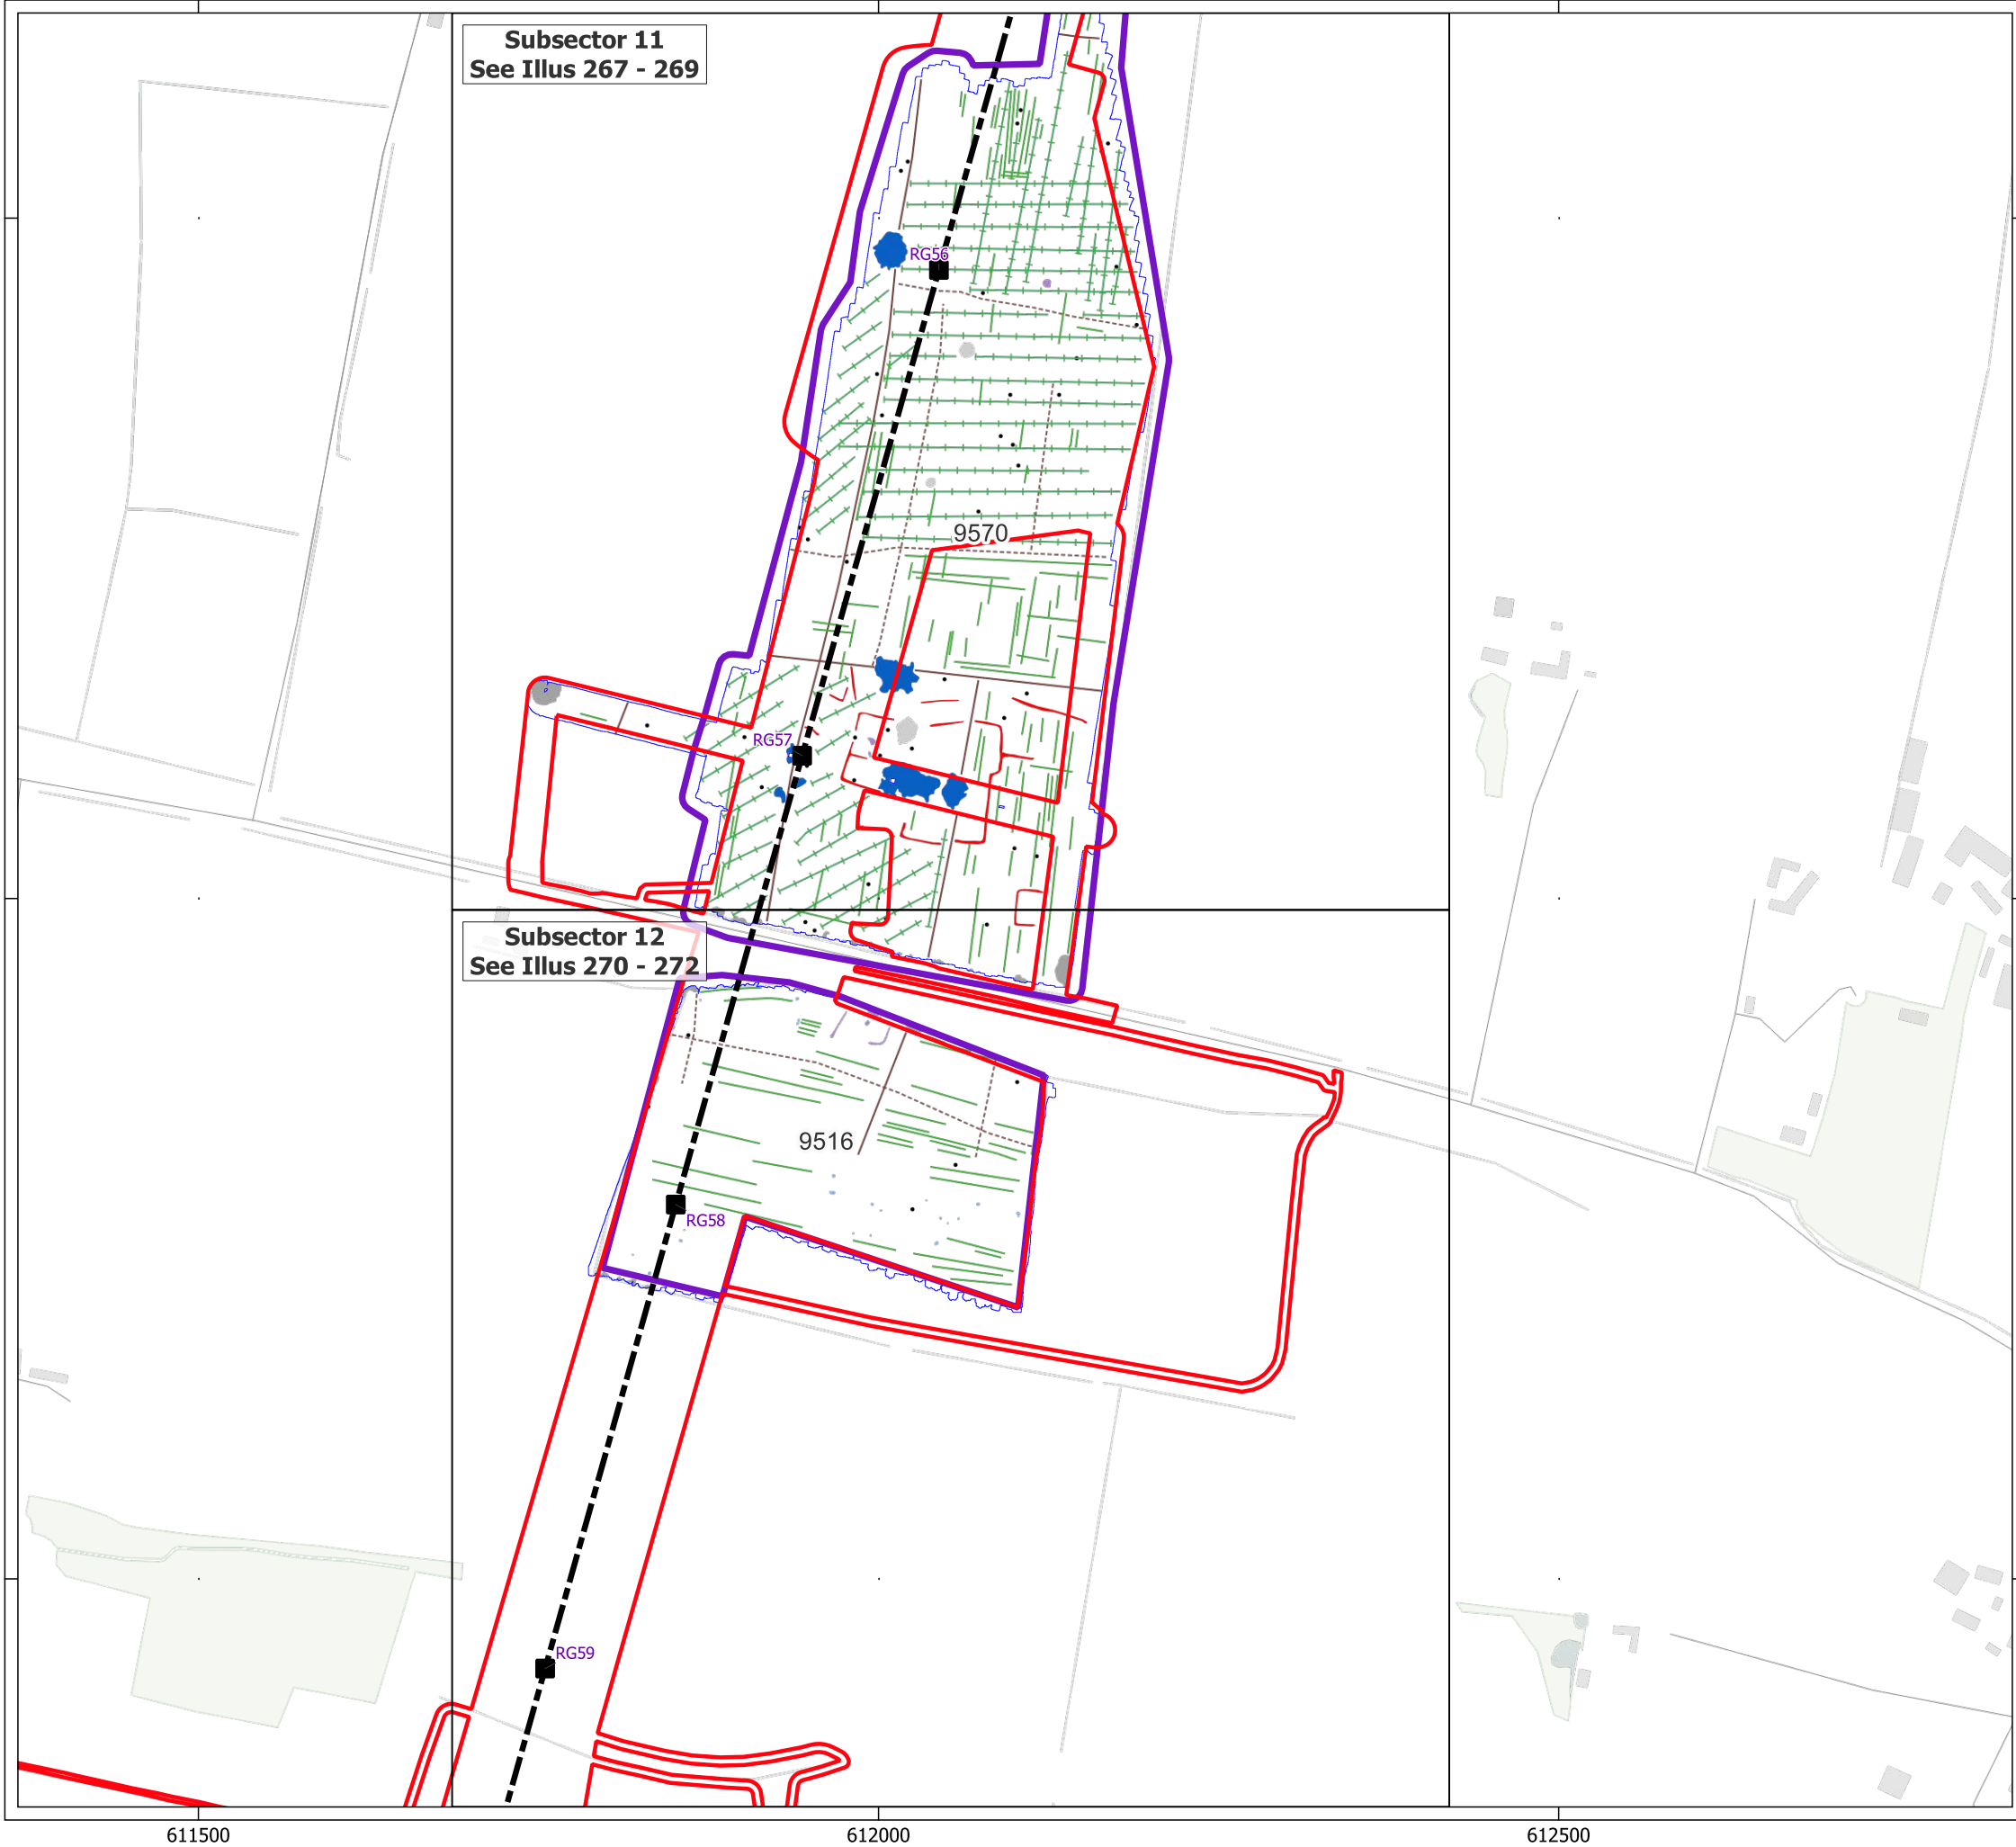 Subsector 11
See Illus 267 - 269
RG56
9570
RG57
Subsector 12
See Illus 270 - 272
9516
RG58
RG59
611500
612000
612500